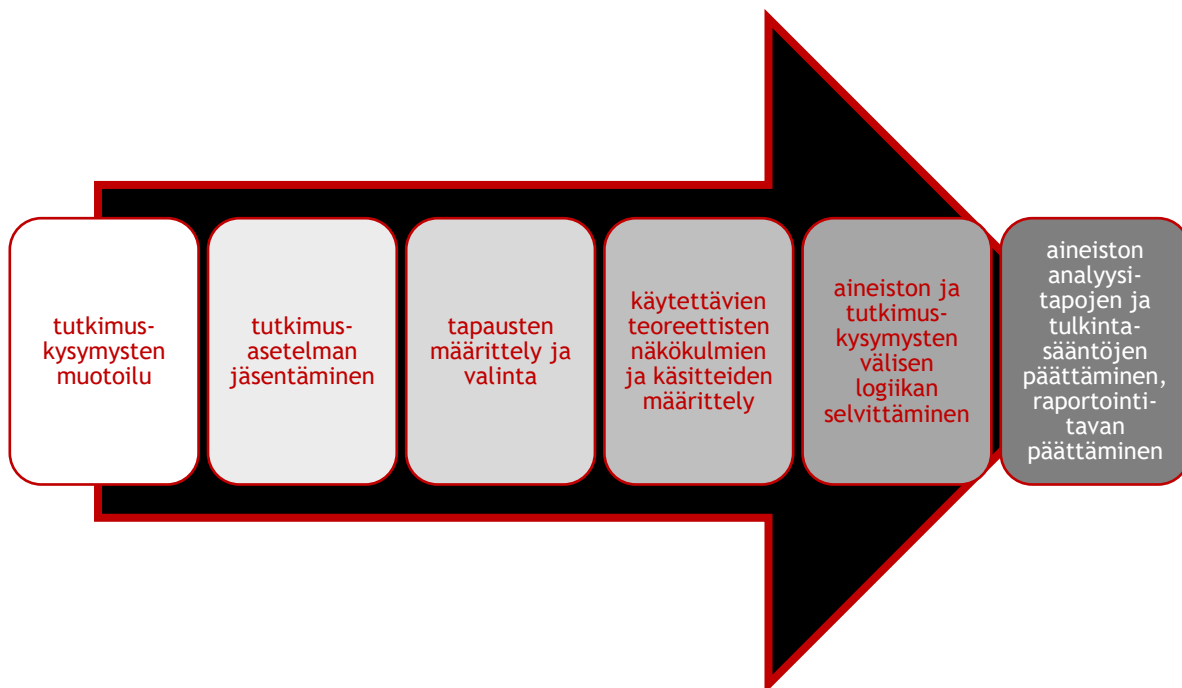 tutkimus-
kysymysten
muotoilu
tutkimus-
asetelman
jäsentäminen
tapausten
määrittely ja
valinta
käytettävien
teoreettisten
näkökulmien
ja käsitteiden
määrittely
aineiston ja
tutkimus-
kysymysten
välisen
logiikan
selvittäminen
aineiston
analyysi-
tapojen ja
tulkinta-
sääntöjen
päättäminen,
raportointi-
tavan
päättäminen